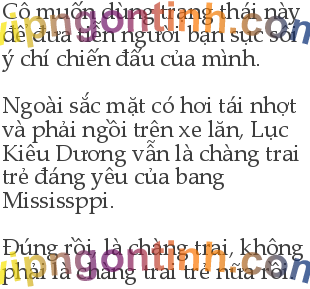 Cô muốn dùng trạng thái này
để đưa tiễn người bạn sục sôi
ý chí chiến đấu của mình.
Ngoài sắc mặt có hơi tái nhợt
và phải ngồi trên xe lăn, Lục
Kiêu Dương vẫn là chàng trai
trẻ đáng yêu của bang
Mississppi.
Đúng rồi, là chàng trai, không
phải là chàng trai trẻ nữa rồi.